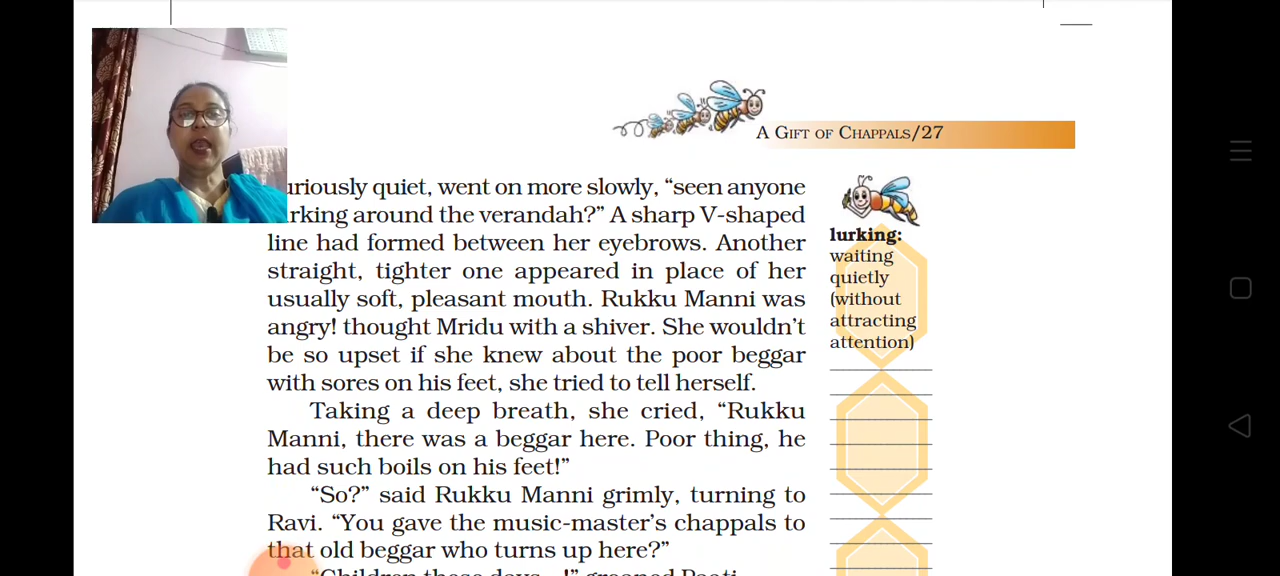 A GIFT OF CHAPPALS/27
uriously quiet, went on more slowly, “seen anyone
rking around the verandah?” A sharp V-shaped
line had formed between her eyebrows. Another
straight, tighter one appeared in place of her
usually soft, pleasant mouth. Rukku Manni was
angry! thought Mridu with a shiver. She wouldn’t
be so upset if she knew about the poor beggar
with sores on his feet, she tried to tell herself.
Taking a deep breath, she cried, “Rukku
Manni, there was a beggar here. Poor thing, he
had such boils on his feet!”
“So?” said Rukku Manni grimly, turning to
Ravi. “You gave the music-master’s chappals to
that old beggar who turns up here?”
“Children these days...!” groaned Paati.
lurking:
waiting
quietly
(without
attracting
attention)